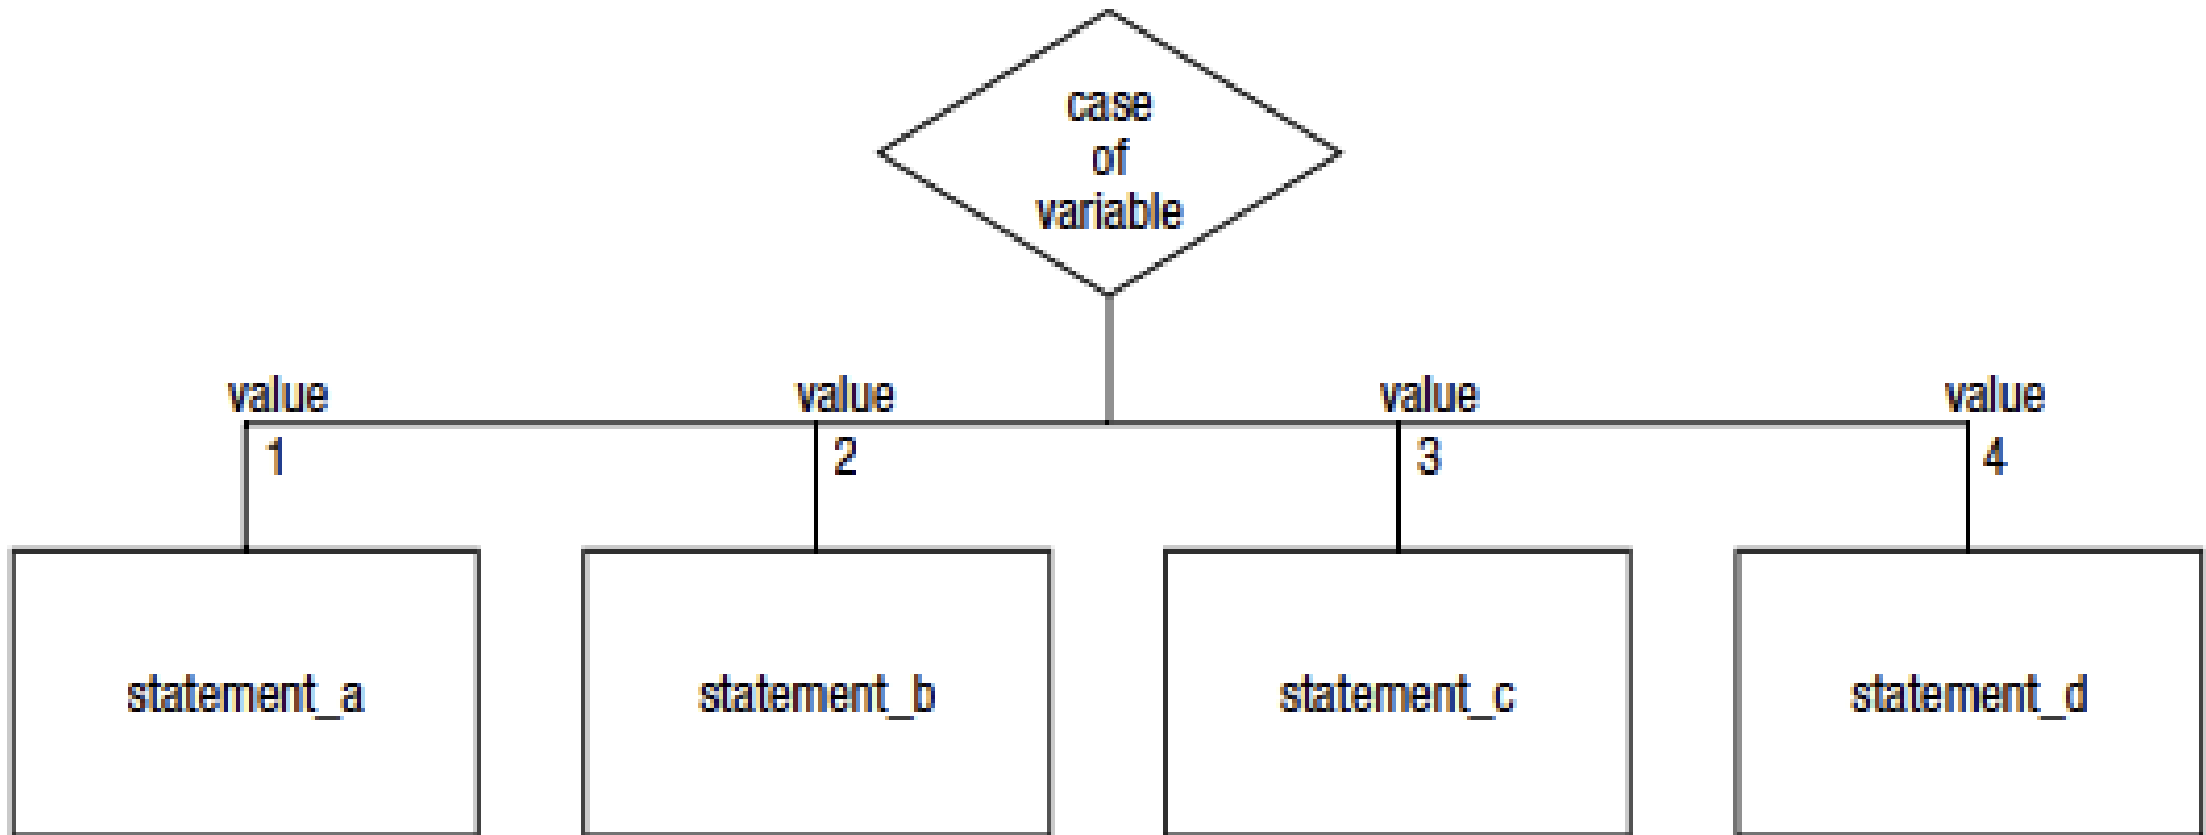 case
of
variable
value value value value
1 2 3 4
statement_a statement_b statement_c statement_d